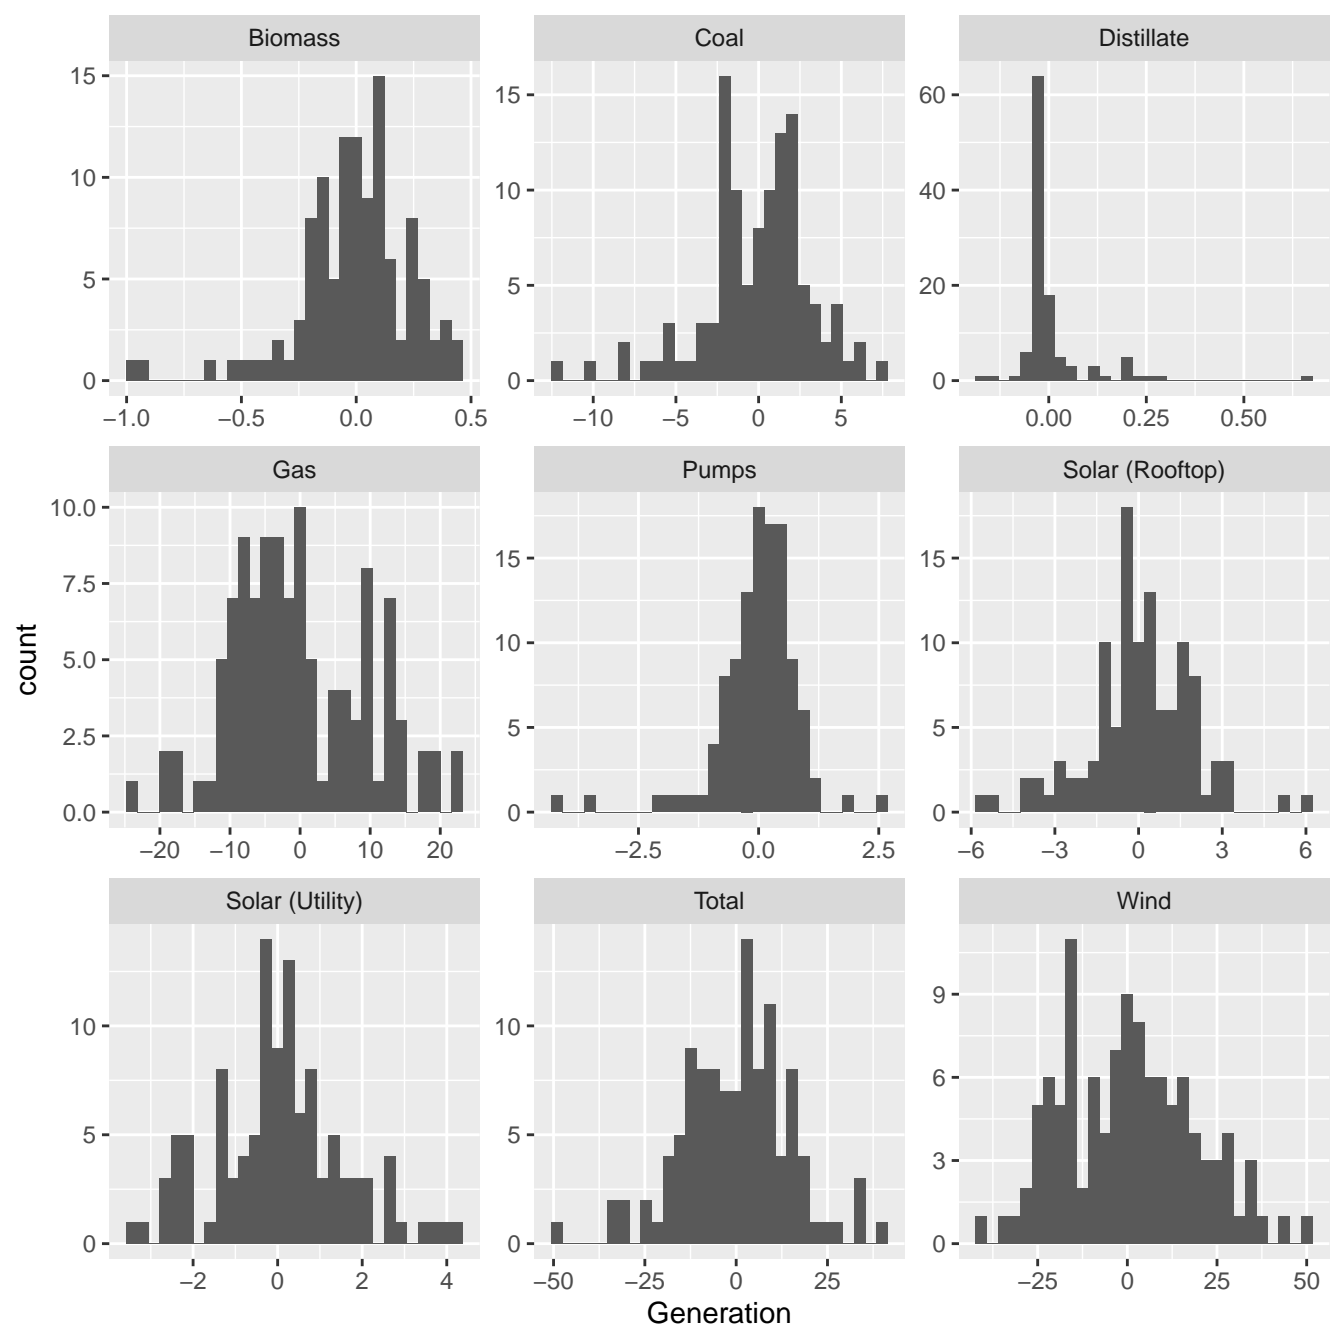 Biomass
Coal
Distillate
15
10
5
0
−1.0 −0.5 0.0 0.5
15
10
5
0
−10 −5 0 5
60
40
20
0
0.00 0.25 0.50
Gas
Pumps
Solar (Rooftop)
10.0
7.5
5.0
2.5
0.0
−20 −10 0 10 20
15
10
5
0
−2.5 0.0 2.5
15
10
5
0
−6 −3 0 3 6
Solar (Utility)
Total
Wind
10
5
0
−2 0 2 4
10
5
0
−50 −25 0 25
9
6
3
0
−25 0 25 50
Generation
count